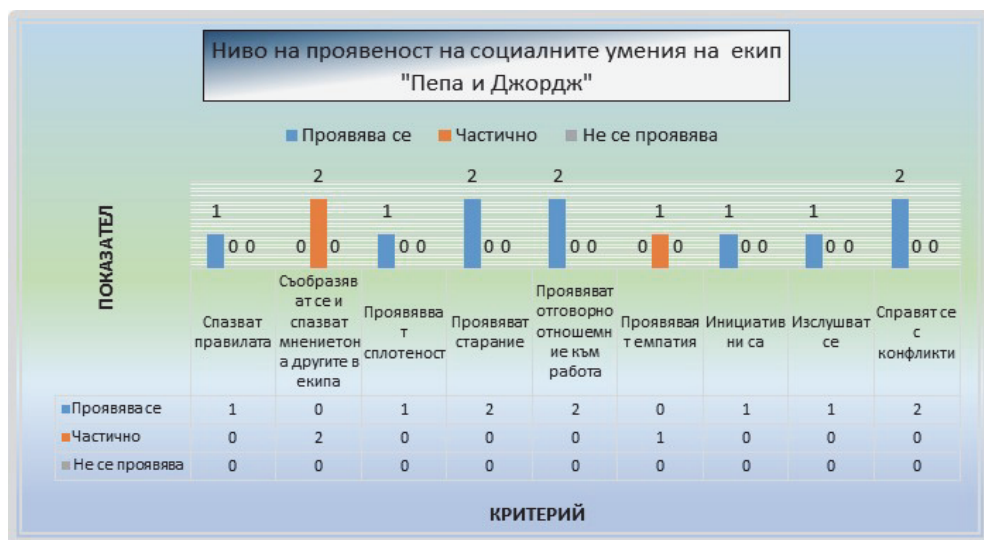 Ниво на проявеност на социалните умения на екип
"Пепа и Джордж"
Проявява се Частично Не се проявява
ПОКАЗАТЕЛ
1 0 0 0 2 0 1 0 0 2 0 0 2 0 0 0 1 0 1 0 0 1 0 0 2 0 0
Спазват
правилата
Съобразяв
ат се и
спазват
мнениетон
а другите в
екипа
Проявявва
т
сплотеност
Проявяват
старание
Проявяват
отговорно
отношемн
ие към
работа
Проявявая
т емпатия
Инициатив
ни са
Изслушват
се
Справят се
с
конфликти
Проявява се 1 0 1 2 2 0 1 1 2
Частично 0 2 0 0 0 1 0 0 0
Не се проявява 0 0 0 0 0 0 0 0 0
КРИТЕРИЙ